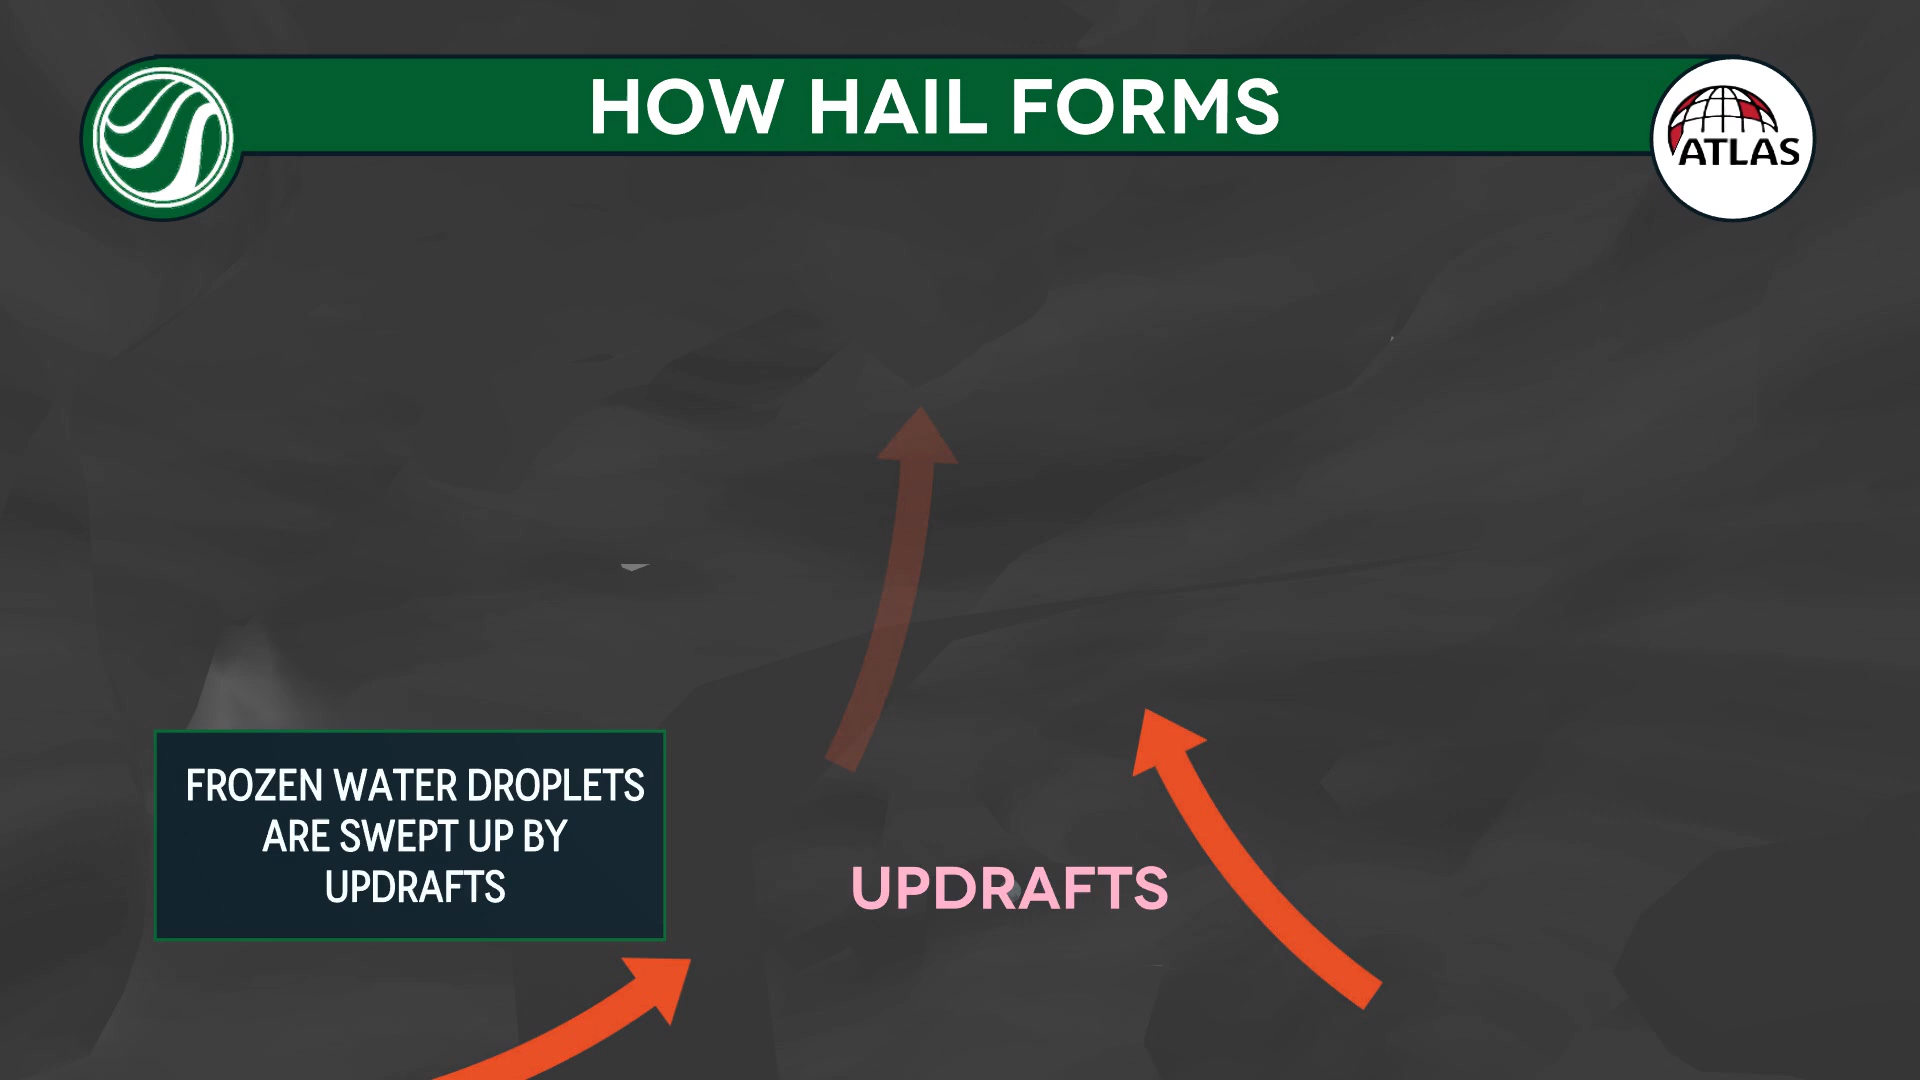 HOW HAIL FORMS
ATLAS
FROZEN WATER DROPLETS
ARE SWEPT UP BY
UPDRAFTS
UPDRAFTS